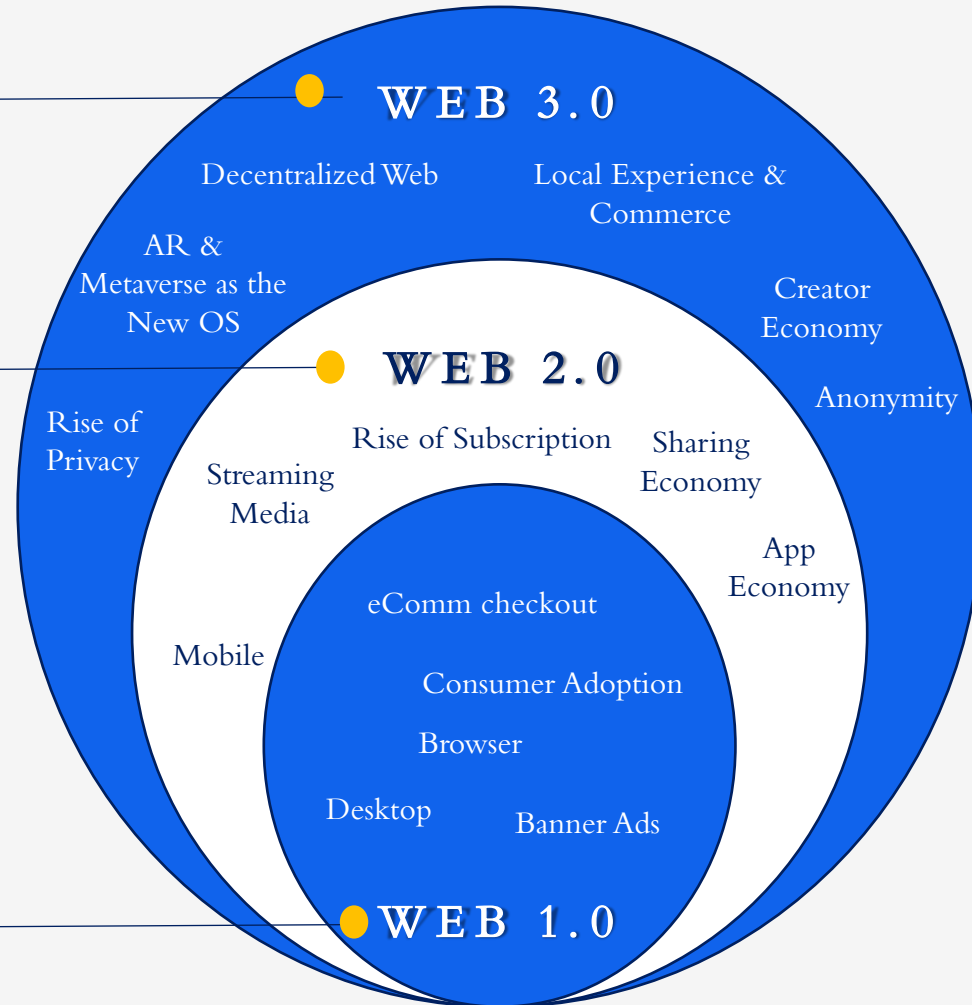 WEB 3.0
Decentralized Web
Local Experience &
Commerce
AR &
Metaverse as the
New OS
Creator
Economy
Rise of
Privacy
Anonymity
WEB 2.0
Rise of Subscription
Streaming
Media
Sharing
Economy
App
Economy
Mobile
eComm checkout
Consumer Adoption
Browser
Desktop
Banner Ads
WEB 1.0